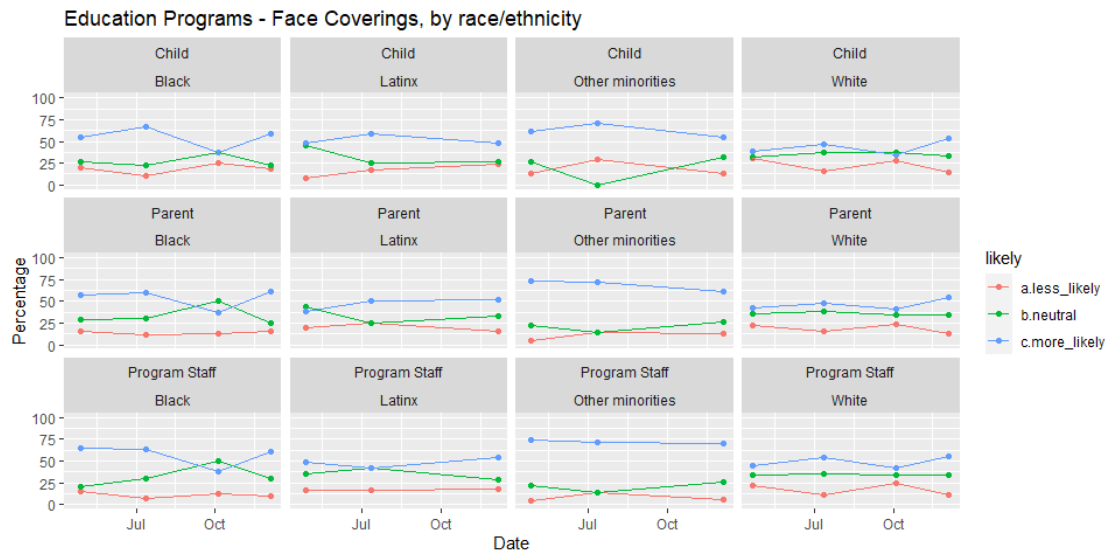 Education Programs - Face Coverings, by race/ethnicity
Child Child Child Child
Black Latinx Other minorities White
100
75
50
25
0
Parent Parent Parent Parent
Black Latinx Other minorities White
100
75
50
25
0
Percentage
Program Staff Program Staff Program Staff Program Staff
Black Latinx Other minorities White
100
75
50
25
0
Jul Oct Jul Oct Jul Oct Jul Oct
Date
likely
a.less_likely
b.neutral
c.more_likely